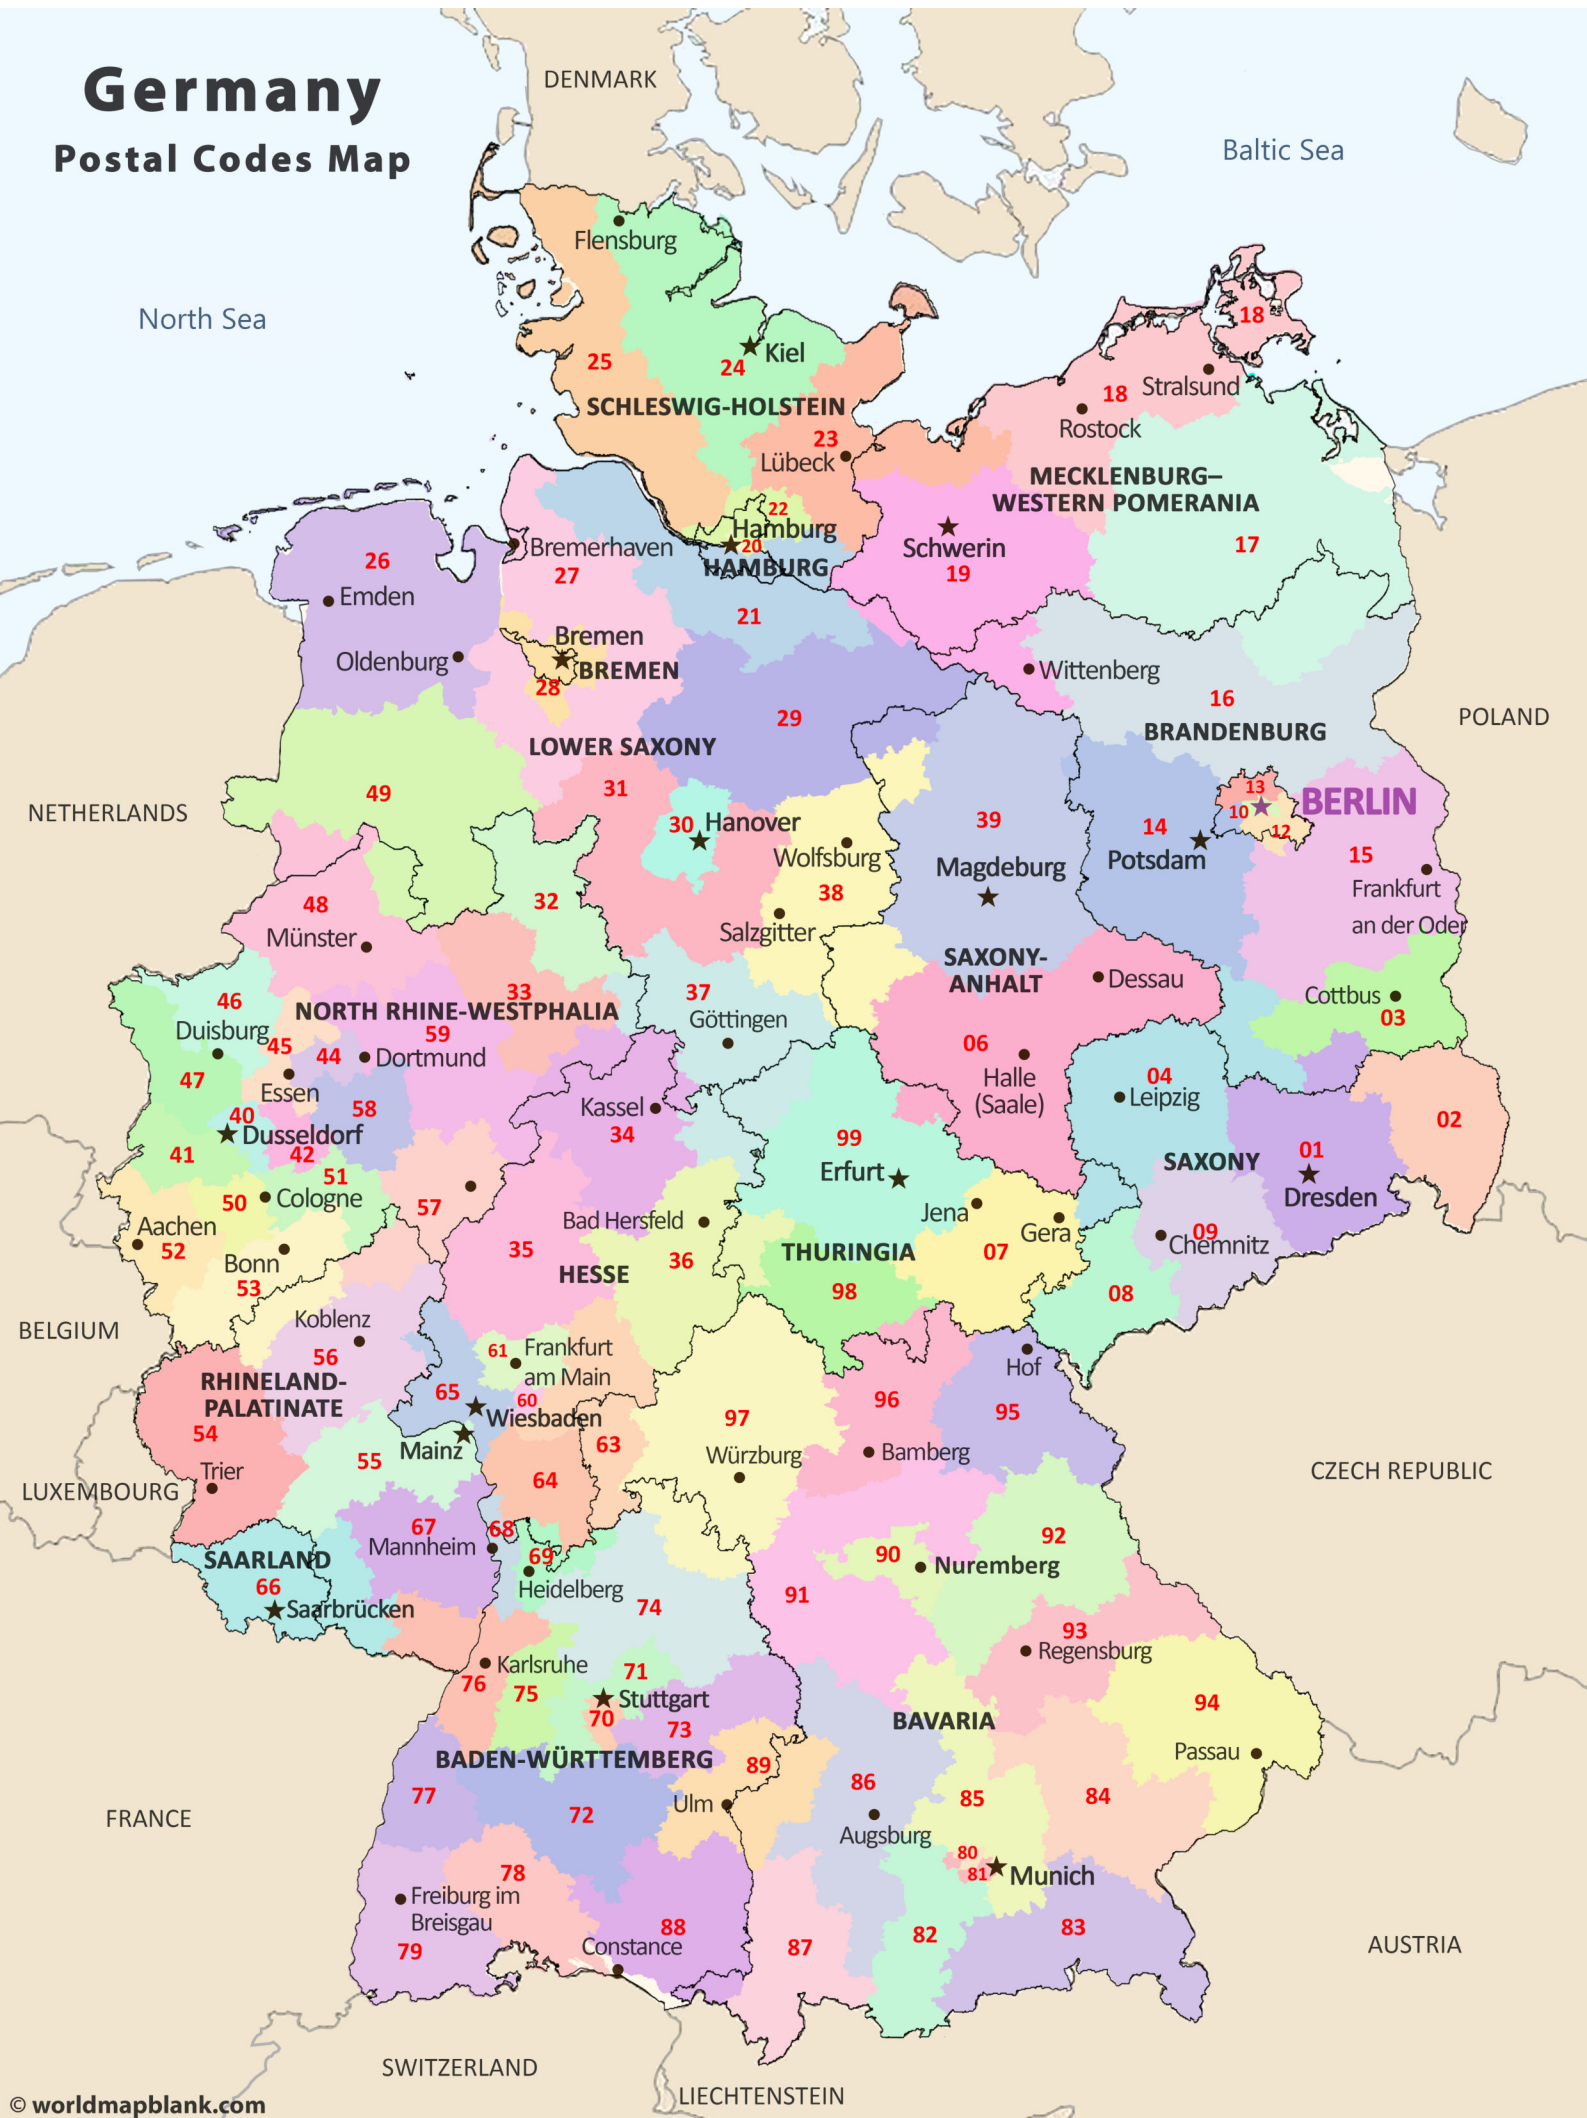 Germany
Postal Codes Map
DENMARK
Baltic Sea
North Sea
Flensburg
18
25
24
Kiel
18
Stralsund
SCHLESWIG-HOLSTEIN
Rostock
23
Lübeck
MECKLENBURG–
WESTERN POMERANIA
22
Hamburg
20
HAMBURG
Schwerin
19
17
26
Bremerhaven
27
Emden
21
Bremen
BREMEN
28
Oldenburg
Wittenberg
16
BRANDENBURG
29
POLAND
LOWER SAXONY
31
49
NETHERLANDS
13
10
12
BERLIN
30
Hanover
39
14
Potsdam
15
Wolfsburg
38
Magdeburg
Frankfurt
an der Oder
48
Münster
32
Salzgitter
SAXONY-
ANHALT
Dessau
46
Duisburg
33
NORTH RHINE-WESTPHALIA
59
37
Göttingen
Cottbus
03
45
44
Dortmund
06
Halle
(Saale)
47
Essen
04
Leipzig
58
40
Dusseldorf
Kassel
34
02
41
42
99
Erfurt
SAXONY
01
Dresden
51
50
Cologne
57
Aachen
52
Bad Hersfeld
Jena
Gera
07
09
Chemnitz
Bonn
53
35
HESSE
36
THURINGIA
98
08
BELGIUM
Koblenz
56
61
Frankfurt
am Main
Hof
RHINELAND-
PALATINATE
65
60
Wiesbaden
54
Mainz
63
97
Würzburg
96
95
Bamberg
55
Trier
64
CZECH REPUBLIC
LUXEMBOURG
67
Mannheim
68
69
Heidelberg
92
SAARLAND
66
Saarbrücken
90
Nuremberg
74
91
93
Regensburg
Karlsruhe
71
76
75
Stuttgart
70
73
94
Passau
BAVARIA
BADEN-WÜRTTEMBERG
89
77
72
Ulm
86
Augsburg
85
84
FRANCE
78
80
81
Munich
Freiburg im
Breisgau
79
88
Constance
87
82
83
AUSTRIA
SWITZERLAND
LIECHTENSTEIN
© worldmapblank.com